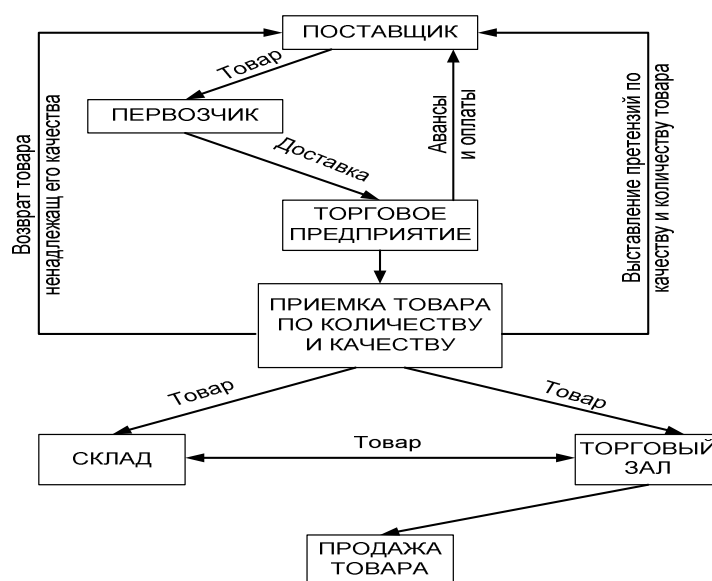 ПОСТАВЩИК
Товар
ПЕРВОЗЧИК
Доставка
Авансы
и оплаты
ТОРГОВОЕ
ПРЕДПРИЯТИЕ
Возврат товара
ненадлежащ его качества
Выставление претензий по
качеству и количеству товара
ПРИЕМКА ТОВАРА
ПО КОЛИЧЕСТВУ
И КАЧЕСТВУ
Товар
Товар
СКЛАД
Товар
ТОРГОВЫЙ
ЗАЛ
ПРОДАЖА
ТОВАРА